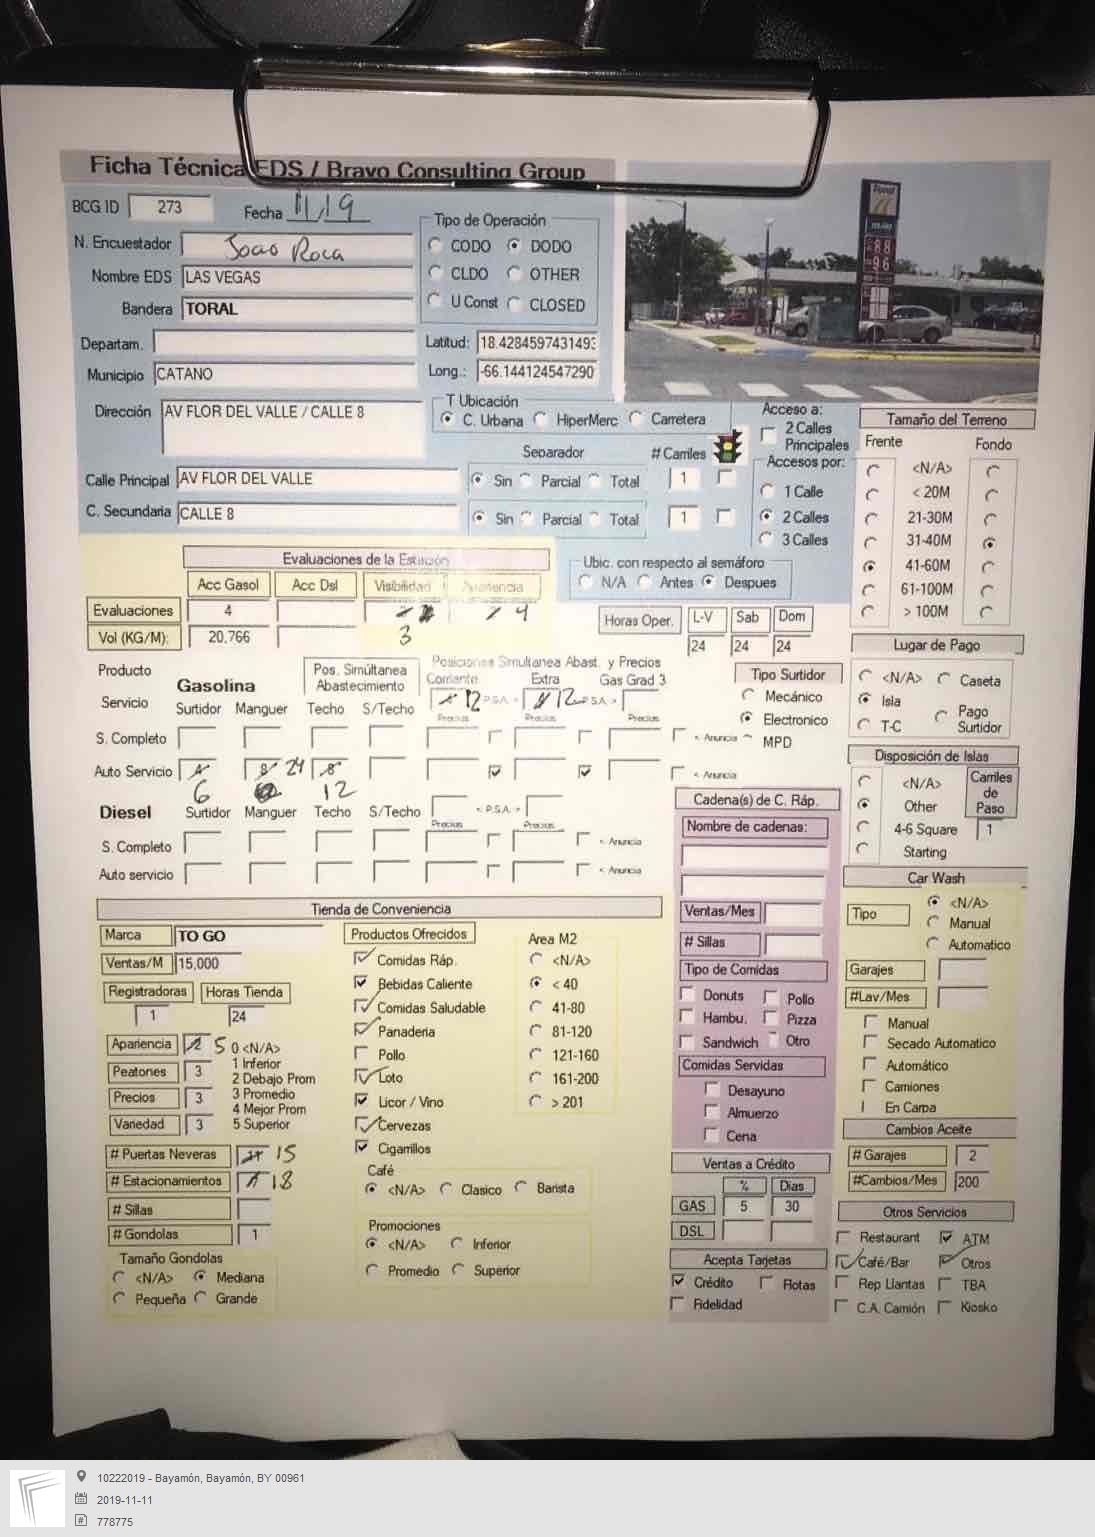 Ficha Técnica EDS / Bravo Consulting Group
BCG ID 273 Fecha 11/19
N. Encuestador Joao Roca
Nombre EDS LAS VEGAS
Bandera TORAL
Departam.
Municipio CATANO
Tipo de Operación
CODO DODO
CLDO OTHER
U Const CLOSED
Latitud: 18.4284597431493
Long.: -66.144124547290
Dirección AV FLOR DEL VALLE / CALLE 8
T Ubicación
C. Urbana HiperMerc Carretera
Calle Principal AV FLOR DEL VALLE
C. Secundaria CALLE 8
Separador # Carriles
Sin Parcial Total 1
Sin Parcial Total 1
Acceso a:
2 Calles
Principales
Accesos por:
1 Calle
2 Calles
3 Calles
Tamaño del Terreno
Frente Fondo
<N/A>
< 20M
21-30M
31-40M
41-60M
61-100M
> 100M
Evaluaciones de la Estación
Acc Gasol Acc Dsl Visibilidad Apariencia
Evaluaciones 4 3 4
Vol (KG/M): 20,766
Ubic. con respecto al semáforo
N/A Antes Despues
Horas Oper. L-V Sab Dom
24 24 24
Lugar de Pago
<N/A> Caseta
Isla
T-C Pago
Surtidor
Producto
Servicio
Gasolina
Pos. Simúltanea
Abastecimiento
Posiciones Simultanea Abast. y Precios
Corriante Extra Gas Grad 3
12 P.S.A. > 12 P.S.A. >
Surtidor Manguer Techo S/Techo
Precios Precios Precios
S. Completo < Anuncia
Auto Servicio 8 24 8 < Anuncia
6 12
Tipo Surtidor
Mecánico
Electronico
MPD
Disposición de Islas
<N/A>
Other
4-6 Square
Starting
Carriles
de
Paso
1
Diesel Surtidor Manguer Techo S/Techo < P.S.A. >
Precios Precios
S. Completo < Anuncia
Auto servicio < Anuncia
Cadena(s) de C. Ráp.
Nombre de cadenas:
Ventas/Mes
# Sillas
Tipo de Comidas
Donuts Pollo
Hambu. Pizza
Sandwich Otro
Comidas Servidas
Desayuno
Almuerzo
Cena
Car Wash
Tipo <N/A>
Manual
Automatico
Garajes
#Lav/Mes
Manual
Secado Automatico
Automático
Camiones
En Carpa
Tienda de Conveniencia
Marca TO GO
Ventas/M 15,000
Registradoras Horas Tienda
1 24
Apariencia 2 5
Peatones 3
Precios 3
Variedad 3
0 <N/A>
1 Inferior
2 Debajo Prom
3 Promedio
4 Mejor Prom
5 Superior
# Puertas Neveras 15
# Estacionamientos 18
# Sillas
# Gondolas 1
Tamaño Gondolas
<N/A> Mediana
Pequeña Grande
Productos Ofrecidos
Comidas Ráp.
Bebidas Caliente
Comidas Saludable
Panaderia
Pollo
Loto
Licor / Vino
Cervezas
Cigarrillos
Area M2
<N/A>
< 40
41-80
81-120
121-160
161-200
> 201
Café
<N/A> Clasico Barista
Promociones
<N/A> Inferior
Promedio Superior
Ventas a Crédito
% Dias
GAS 5 30
DSL
Acepta Tarjetas
Crédito Flotas
Fidelidad
Cambios Aceite
# Garajes 2
#Cambios/Mes 200
Otros Servicios
Restaurant ATM
Café/Bar Otros
Rep Llantas TBA
C.A. Camión Kiosko
10222019 - Bayamón, Bayamón, BY 00961
2019-11-11
778775